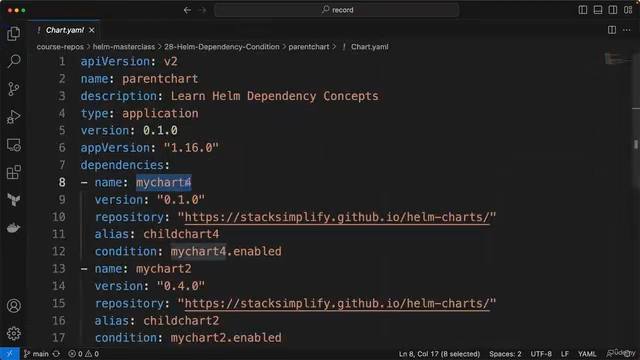 record
Chart.yaml
course-repos > helm-masterclass > 28-Helm-Dependency-Condition > parentchart > ! Chart.yaml
1 apiVersion: v2
2 name: parentchart
3 description: Learn Helm Dependency Concepts
4 type: application
5 version: 0.1.0
6 appVersion: "1.16.0"
7 dependencies:
8 - name: mychart4
9 version: "0.1.0"
10 repository: "https://stacksimplify.github.io/helm-charts/"
11 alias: childchart4
12 condition: mychart4.enabled
13 - name: mychart2
14 version: "0.4.0"
15 repository: "https://stacksimplify.github.io/helm-charts/"
16 alias: childchart2
17 condition: mychart2.enabled
main 0 0 Ln 8, Col 17 (8 selected) Spaces: 2 UTF-8 LF YAML